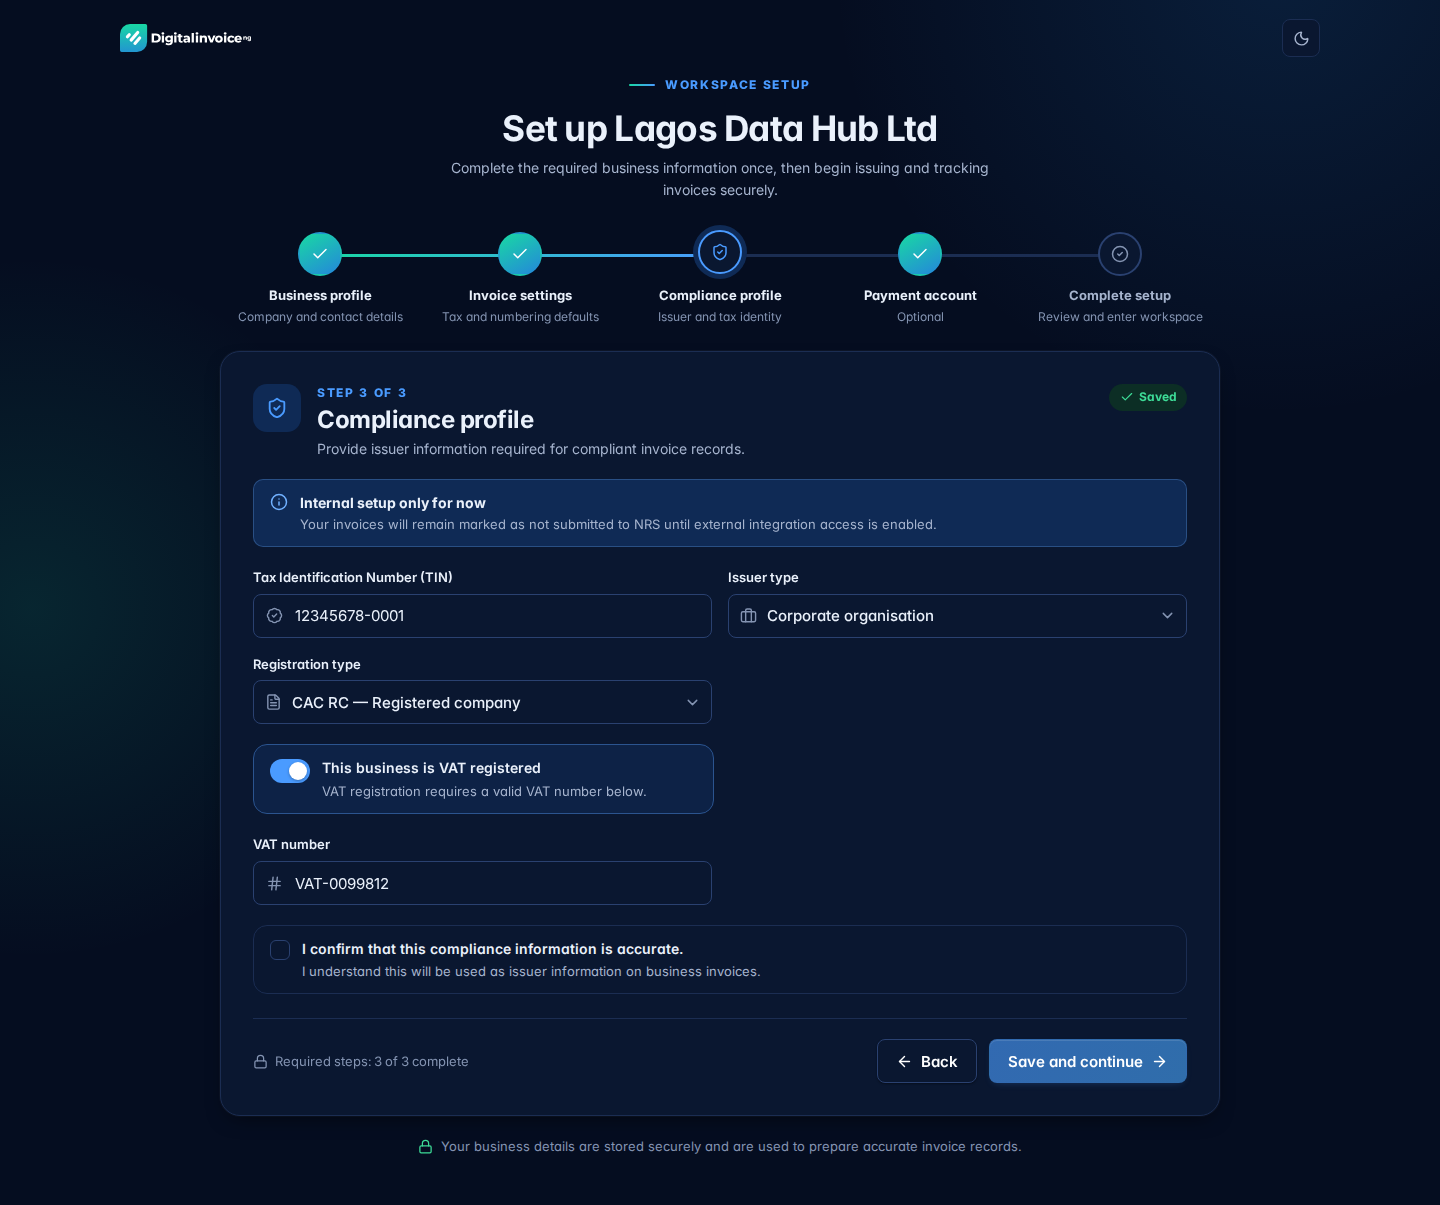 Digitalinvoice ng
WORKSPACE SETUP
Set up Lagos Data Hub Ltd
Complete the required business information once, then begin issuing and tracking
invoices securely.
Business profile
Company and contact details
Invoice settings
Tax and numbering defaults
Compliance profile
Issuer and tax identity
Payment account
Optional
Complete setup
Review and enter workspace
STEP 3 OF 3
Compliance profile
Provide issuer information required for compliant invoice records.
Saved
Internal setup only for now
Your invoices will remain marked as not submitted to NRS until external integration access is enabled.
Tax Identification Number (TIN)
12345678-0001
Issuer type
Corporate organisation
Registration type
CAC RC — Registered company
This business is VAT registered
VAT registration requires a valid VAT number below.
VAT number
VAT-0099812
I confirm that this compliance information is accurate.
I understand this will be used as issuer information on business invoices.
Required steps: 3 of 3 complete
Back
Save and continue
Your business details are stored securely and are used to prepare accurate invoice records.